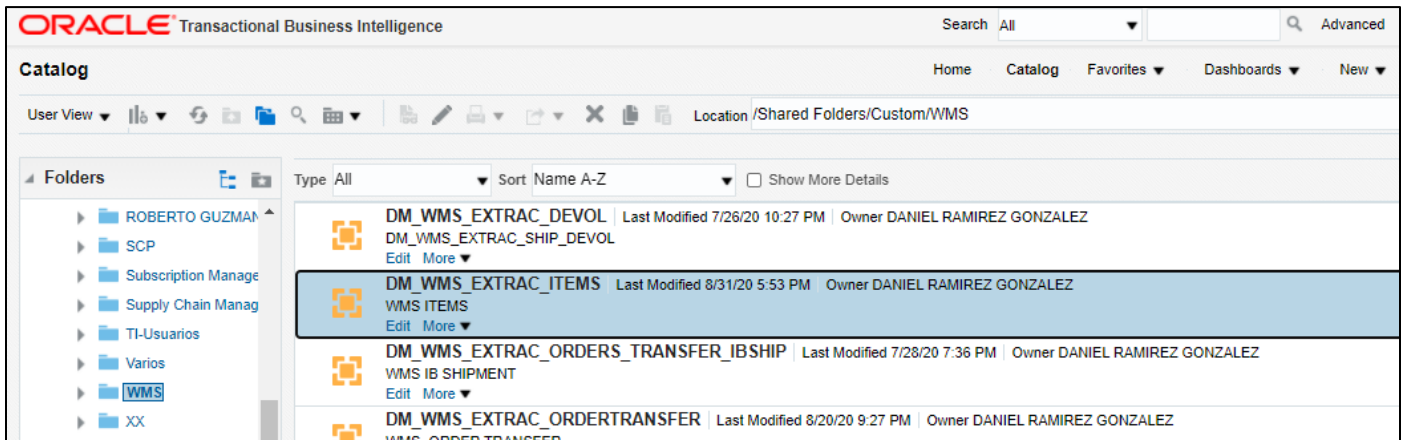 ORACLE Transactional Business Intelligence Search All Advanced
Catalog Home Catalog Favorites Dashboards New
User View Location /Shared Folders/Custom/WMS
Folders Type All Sort Name A-Z Show More Details
ROBERTO GUZMAN
SCP
Subscription Manage
Supply Chain Manag
TI-Usuarios
Varios
WMS
XX
DM_WMS_EXTRAC_DEVOL Last Modified 7/26/20 10:27 PM Owner DANIEL RAMIREZ GONZALEZ
DM_WMS_EXTRAC_SHIP_DEVOL
Edit More
DM_WMS_EXTRAC_ITEMS Last Modified 8/31/20 5:53 PM Owner DANIEL RAMIREZ GONZALEZ
WMS ITEMS
Edit More
DM_WMS_EXTRAC_ORDERS_TRANSFER_IBSHIP Last Modified 7/28/20 7:36 PM Owner DANIEL RAMIREZ GONZALEZ
WMS IB SHIPMENT
Edit More
DM_WMS_EXTRAC_ORDERTRANSFER Last Modified 8/20/20 9:27 PM Owner DANIEL RAMIREZ GONZALEZ
WMS ORDER TRANSFER